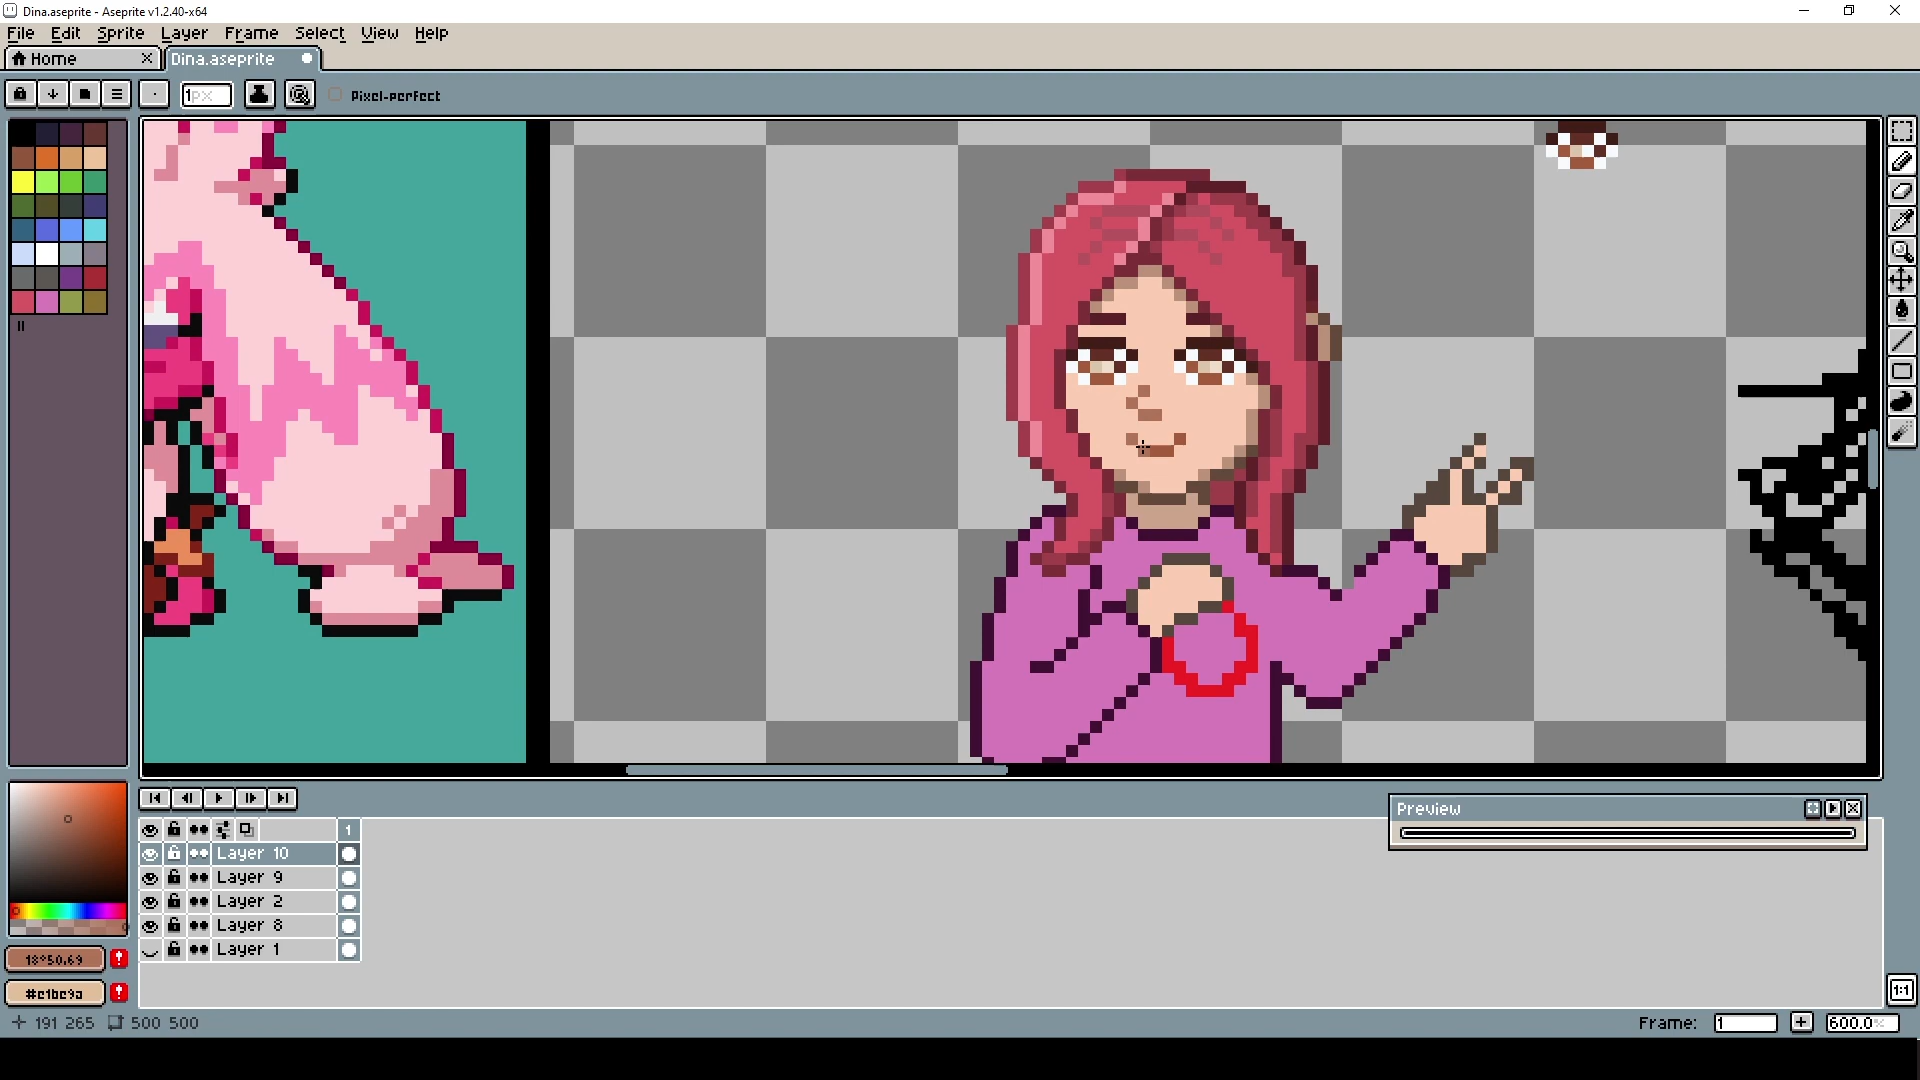 Dina.aseprite - Aseprite v1.2.40-x64
File Edit Sprite Layer Frame Select View Help
Home
Dina.aseprite
1px
Pixel-perfect
Preview
1
Layer 10
Layer 9
Layer 2
Layer 8
Layer 1
18°50.69
#e1bc9a
1:1
191 265
500 500
Frame:
1
600.0%